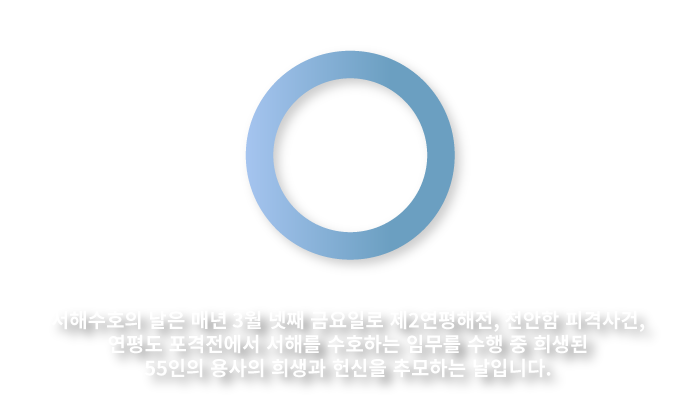 서해수호의 날은 매년 3월 넷째 금요일로 제2연평해전, 천안함 피격사건,
연평도 포격전에서 서해를 수호하는 임무를 수행 중 희생된
55인의 용사의 희생과 헌신을 추모하는 날입니다.